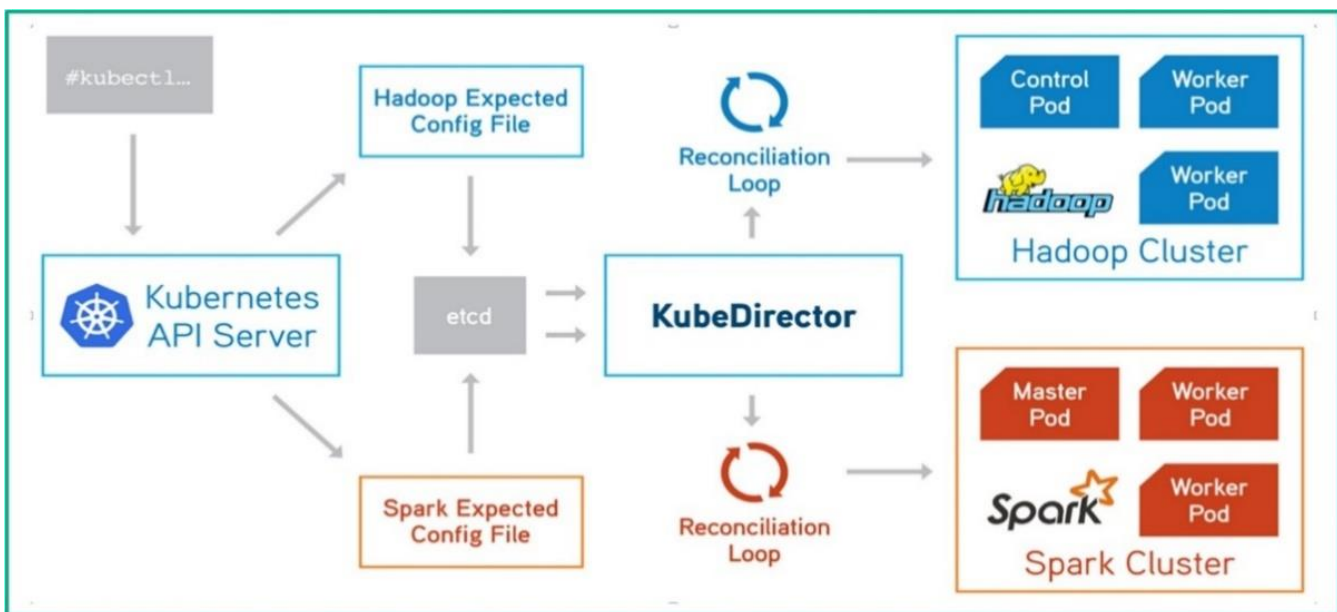 #kubectl…
Hadoop Expected
Config File
Reconciliation
Loop
Control
Pod
Worker
Pod
hadoop
Worker
Pod
Hadoop Cluster
Kubernetes
API Server
etcd
KubeDirector
Spark Expected
Config File
Reconciliation
Loop
Master
Pod
Worker
Pod
Spark
Worker
Pod
Spark Cluster